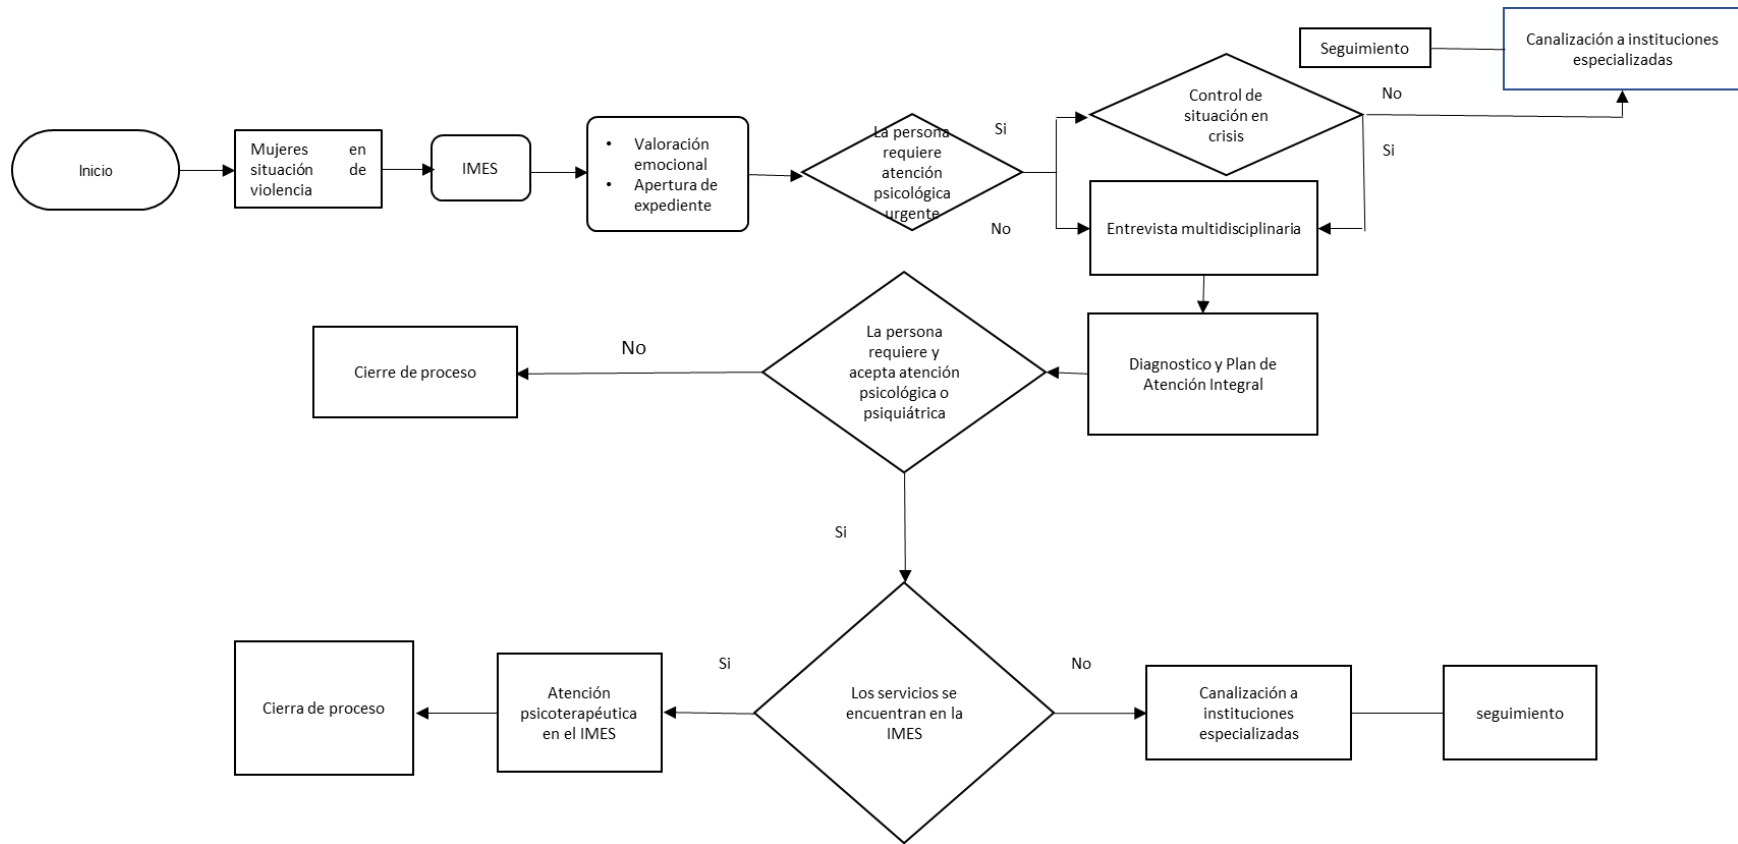 Seguimiento
Canalización a instituciones
especializadas
No
Control de
situación en
crisis
Si
Si
Inicio
Mujeres en
situación de
violencia
IMES
• Valoración
emocional
• Apertura de
expediente
La persona
requiere
atención
psicológica
urgente
No
Entrevista multidisciplinaria
La persona
requiere y
acepta atención
psicológica o
psiquiátrica
No
Cierre de proceso
Diagnostico y Plan de
Atención Integral
Si
Cierra de proceso
Atención
psicoterapéutica
en el IMES
Si
Los servicios se
encuentran en la
IMES
No
Canalización a
instituciones
especializadas
seguimiento